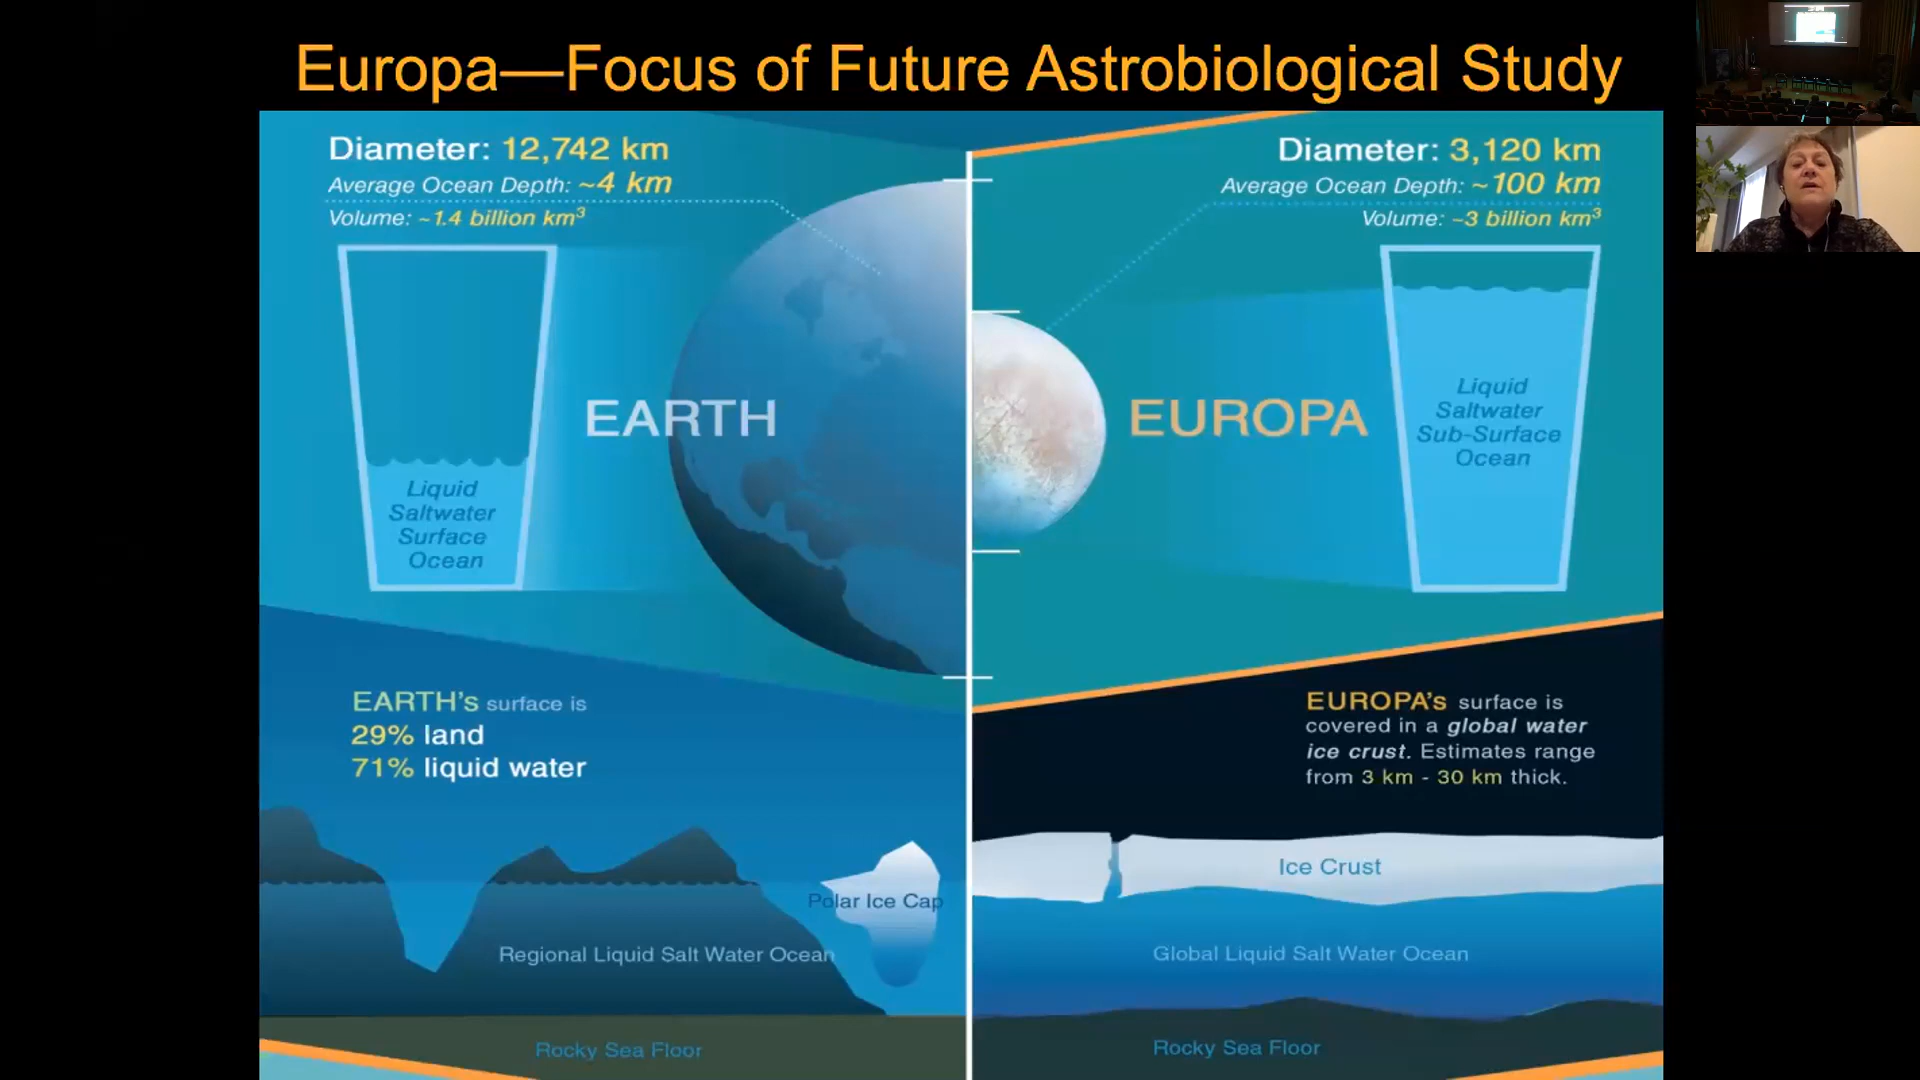 Europa—Focus of Future Astrobiological Study
Diameter: 12,742 km
Average Ocean Depth: ~4 km
Volume: ~1.4 billion km³
Liquid
Saltwater
Surface
Ocean
EARTH
Diameter: 3,120 km
Average Ocean Depth: ~100 km
Volume: ~3 billion km³
EUROPA
Liquid
Saltwater
Sub-Surface
Ocean
EARTH's surface is
29% land
71% liquid water
Polar Ice Cap
Regional Liquid Salt Water Ocean
Rocky Sea Floor
EUROPA's surface is
covered in a global water
ice crust. Estimates range
from 3 km - 30 km thick.
Ice Crust
Global Liquid Salt Water Ocean
Rocky Sea Floor